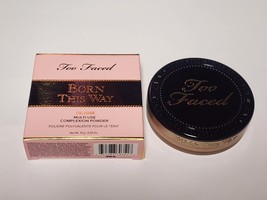 Too Faced
BORN
THIS WAY
MULTI-USE
COMPLEXION POWDER
POUDRE POLYVALENTE POUR LE TEINT
Too
Faced